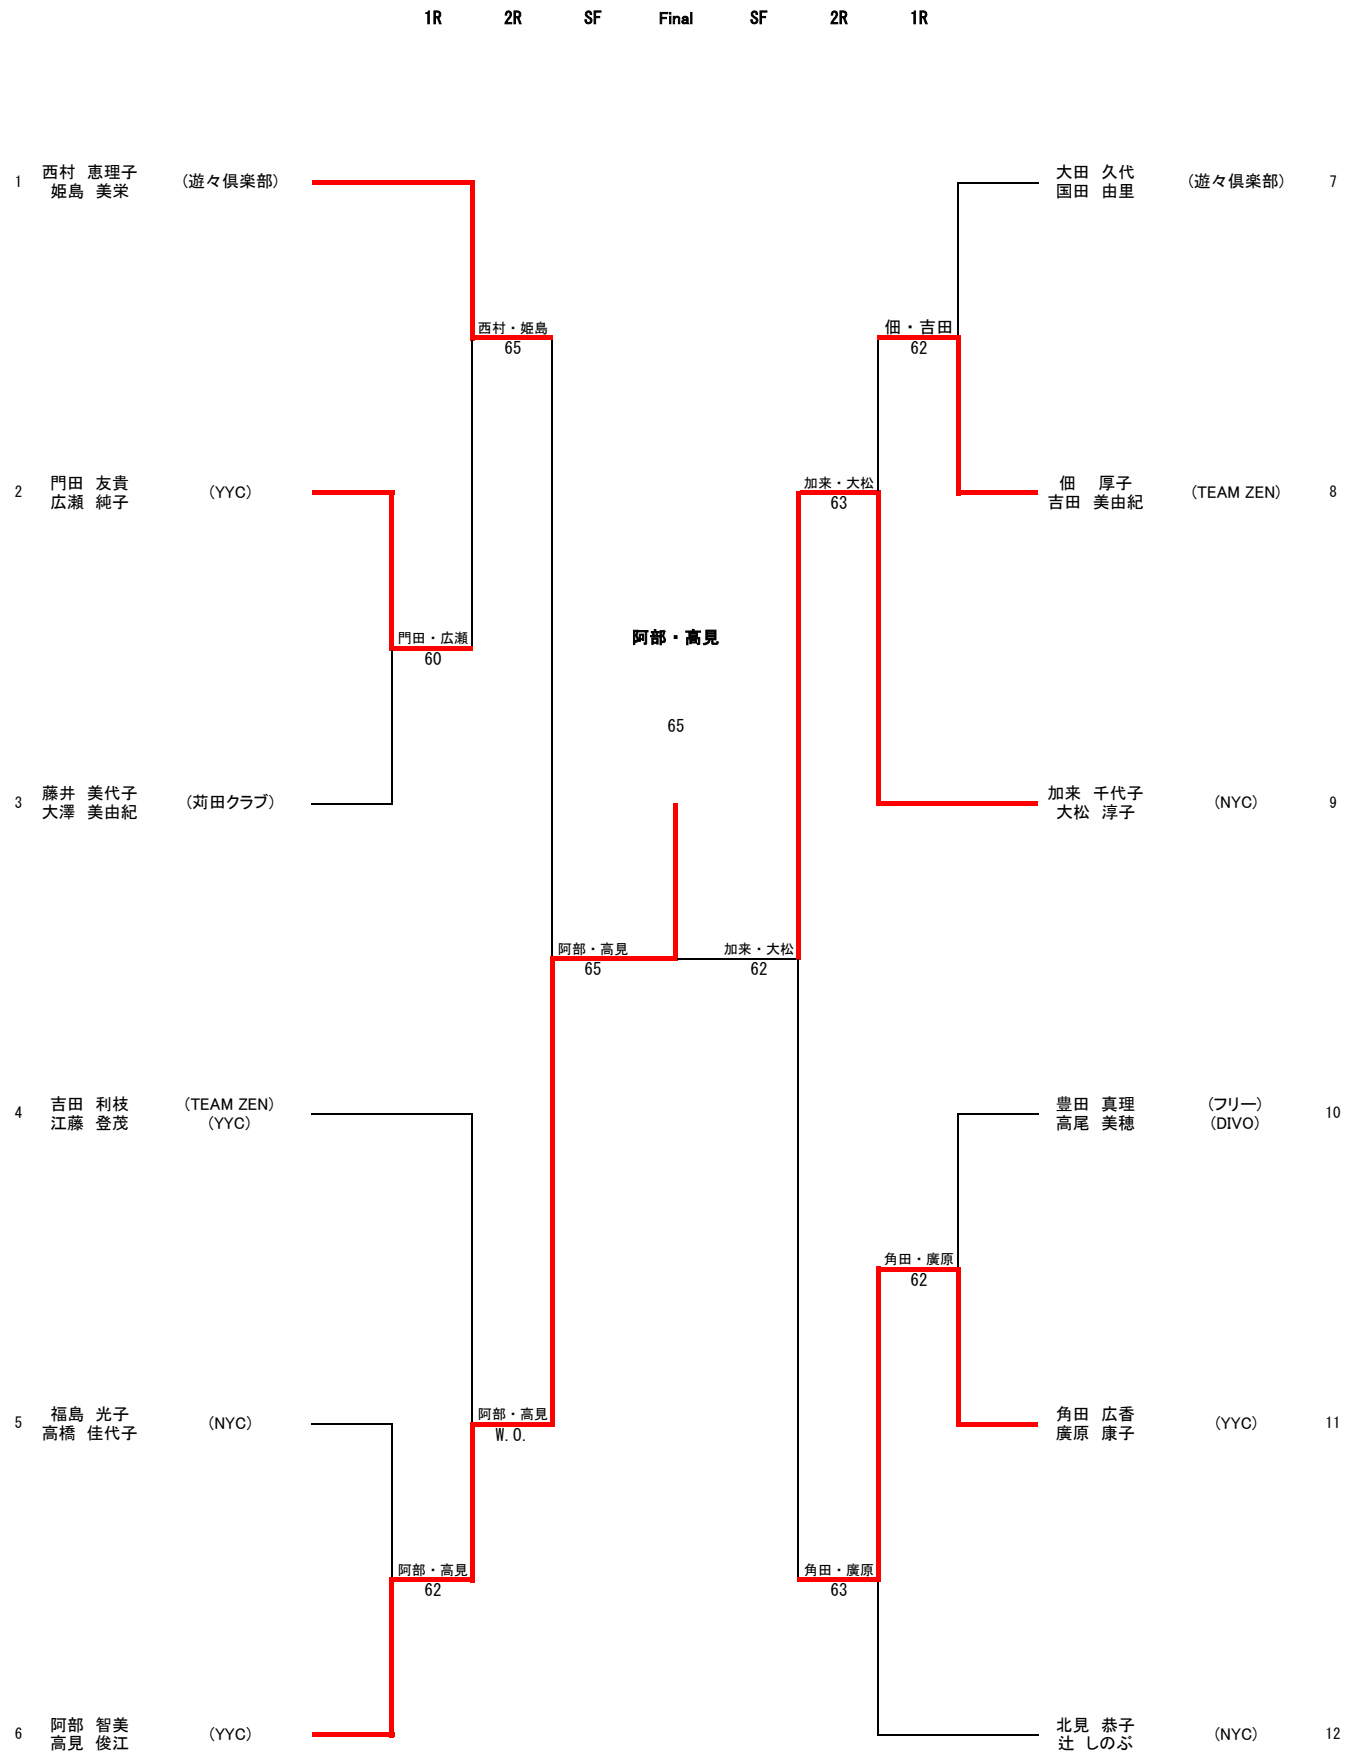 1R 2R SF Final SF 2R 1R
1 西村 恵理子 (遊々倶楽部)
姫島 美栄
大田 久代 (遊々倶楽部) 7
国田 由里
西村・姫島
65
佃・吉田
62
2 門田 友貴 (YYC)
広瀬 純子
加来・大松
63
佃 厚子 (TEAM ZEN) 8
吉田 美由紀
門田・広瀬
60
阿部・高見
65
3 藤井 美代子 (苅田クラブ)
大澤 美由紀
加来 千代子 (NYC) 9
大松 淳子
阿部・高見
65
加来・大松
62
4 吉田 利枝 (TEAM ZEN)
江藤 登茂 (YYC)
豊田 真理 (フリー) 10
高尾 美穂 (DIVO)
角田・廣原
62
5 福島 光子 (NYC)
高橋 佳代子
阿部・高見
W.O.
角田 広香 (YYC) 11
廣原 康子
阿部・高見
62
角田・廣原
63
6 阿部 智美 (YYC)
高見 俊江
北見 恭子 (NYC) 12
辻 しのぶ